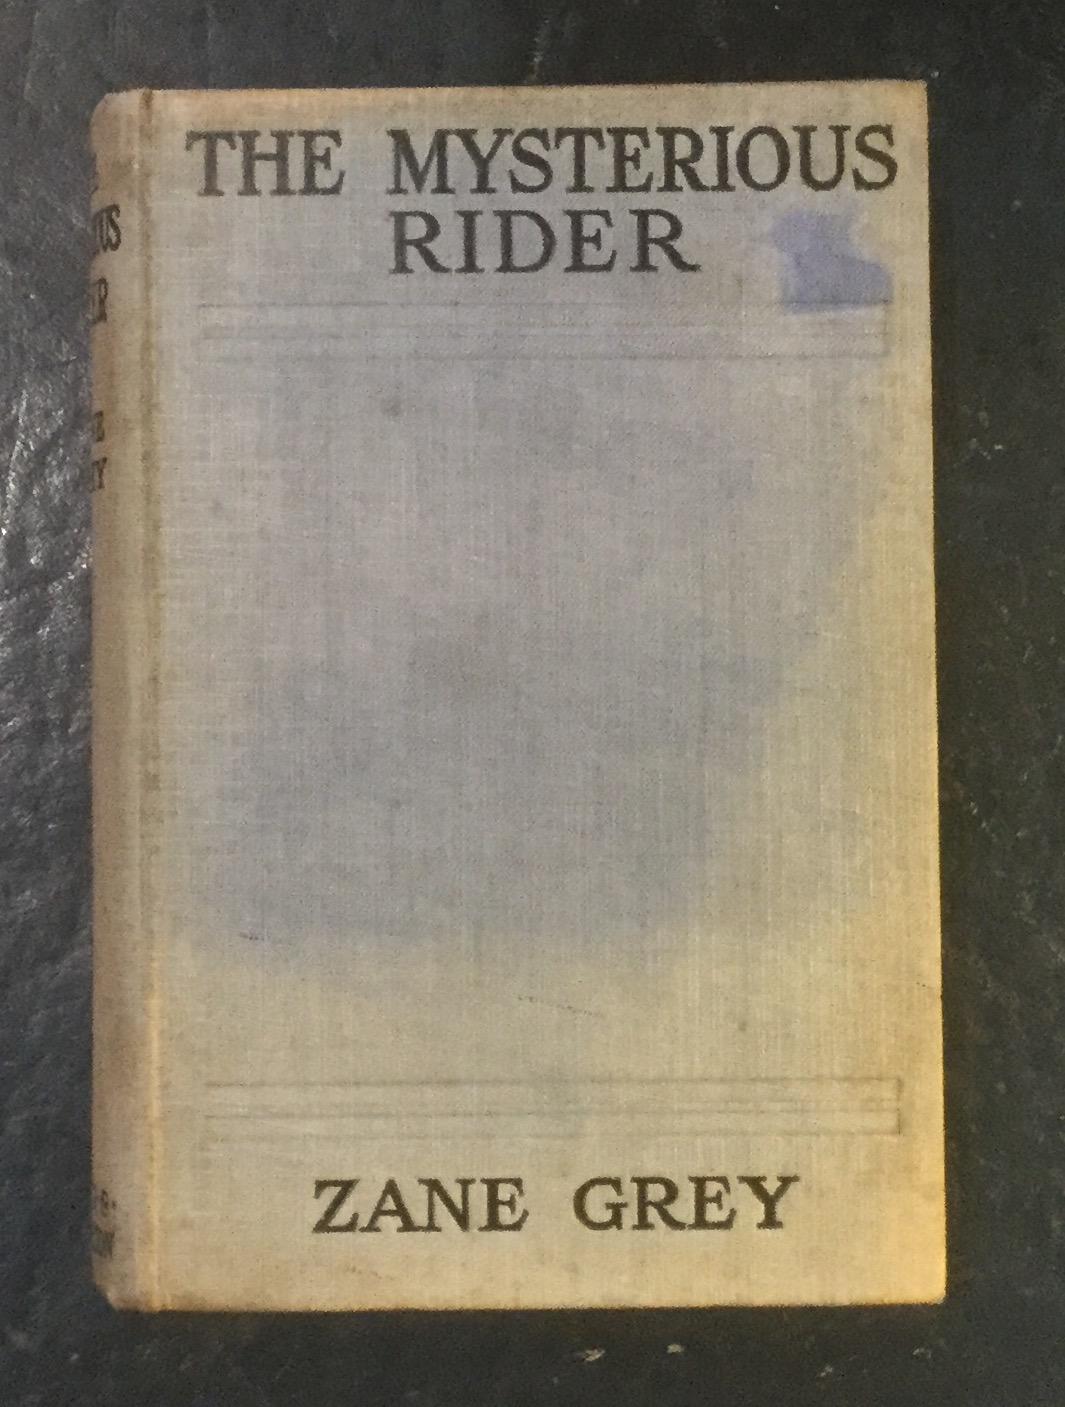 THE MYSTERIOUS
RIDER
ZANE GREY